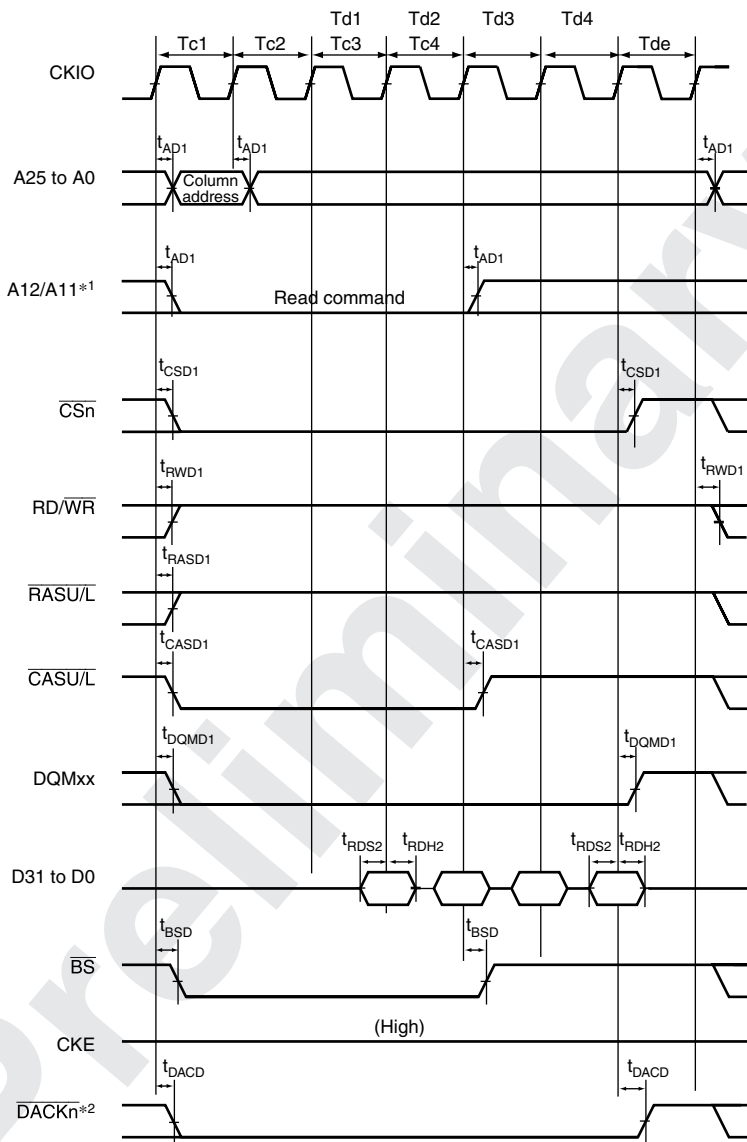 Td1 Td2 Td3 Td4
Tc1 Tc2 Tc3 Tc4 Tde
CKIO
tAD1 tAD1 tAD1
A25 to A0
Column
address
tAD1 tAD1
A12/A11*1
Read command
tCSD1 tCSD1
CSn
tRWD1 tRWD1
RD/WR
tRASD1
RASU/L
tCASD1 tCASD1
CASU/L
tDQMD1 tDQMD1
DQMxx
tRDS2 tRDH2 tRDS2 tRDH2
D31 to D0
tBSD tBSD
BS
(High)
CKE
tDACD tDACD
DACKn*2
Preliminary